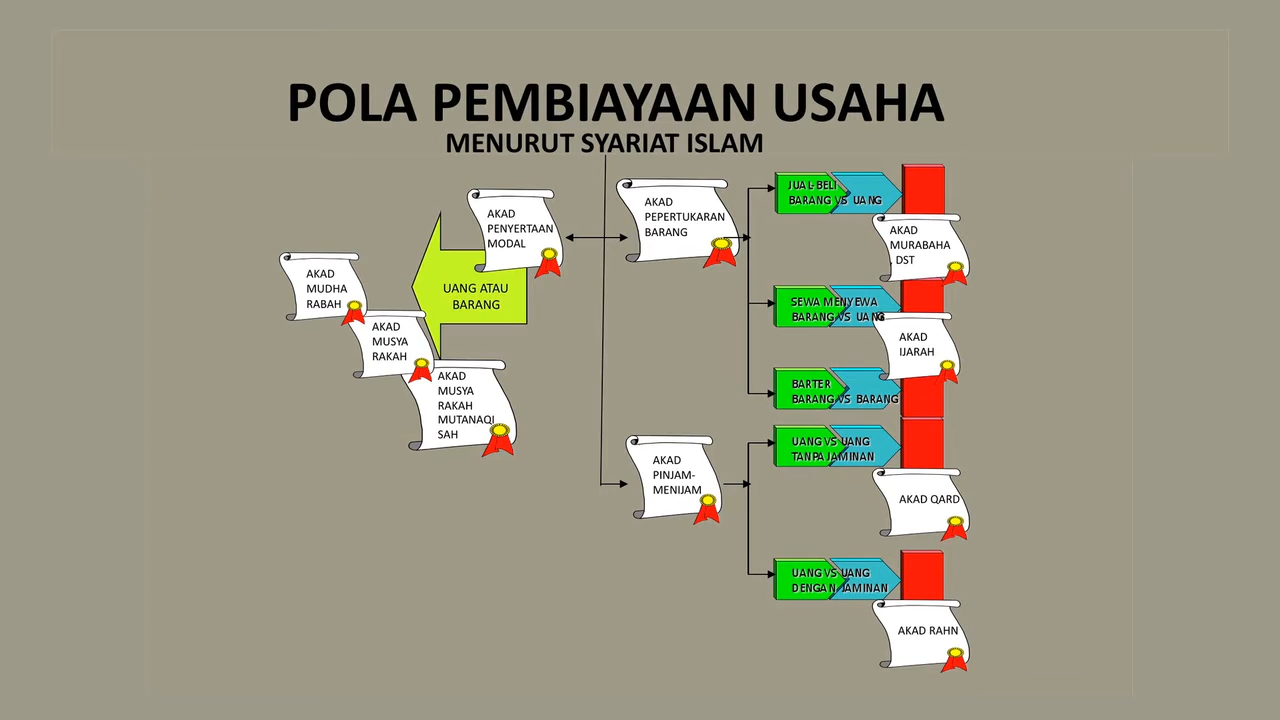 POLA PEMBIAYAAN USAHA
MENURUT SYARIAT ISLAM
AKAD
PENYERTAAN
MODAL
UANG ATAU
BARANG
AKAD
MUDHA
RABAH
AKAD
MUSYA
RAKAH
AKAD
MUSYA
RAKAH
MUTANAQI
SAH
AKAD
PEPERTUKARAN
BARANG
JUAL-BELI
BARANG VS UANG
AKAD
MURABAHA
, DST
SEWA MENYEWA
BARANG VS UANG
AKAD
IJARAH
BARTER
BARANG VS BARANG
AKAD
PINJAM-
MENIJAM
UANG VS UANG
TANPA JAMINAN
AKAD QARD
UANG VS UANG
DENGAN JAMINAN
AKAD RAHN